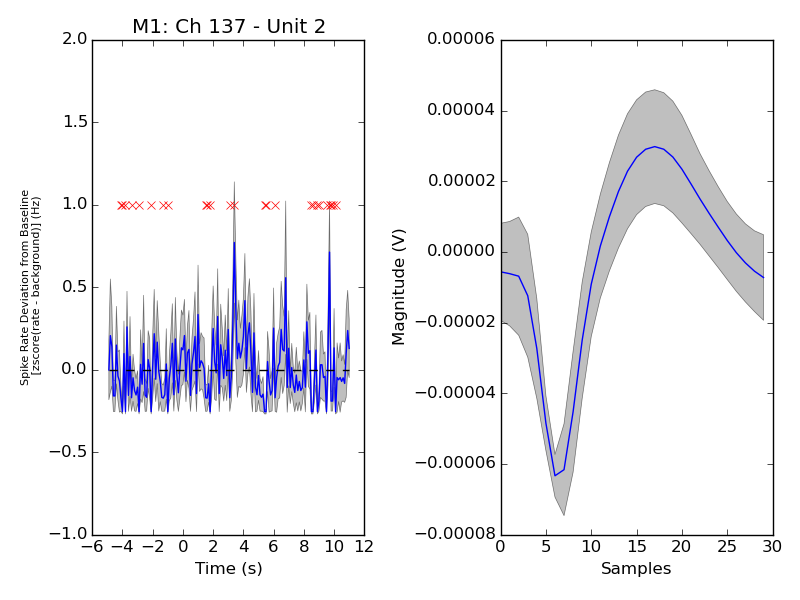 M1: Ch 137 - Unit 2
2.0
1.5
1.0
0.5
0.0
−0.5
−1.0
−6 −4 −2 0 2 4 6 8 10 12
Time (s)
Spike Rate Deviation from Baseline
[zscore(rate - background)] (Hz)
0.00006
0.00004
0.00002
0.00000
−0.00002
−0.00004
−0.00006
−0.00008
0 5 10 15 20 25 30
Samples
Magnitude (V)